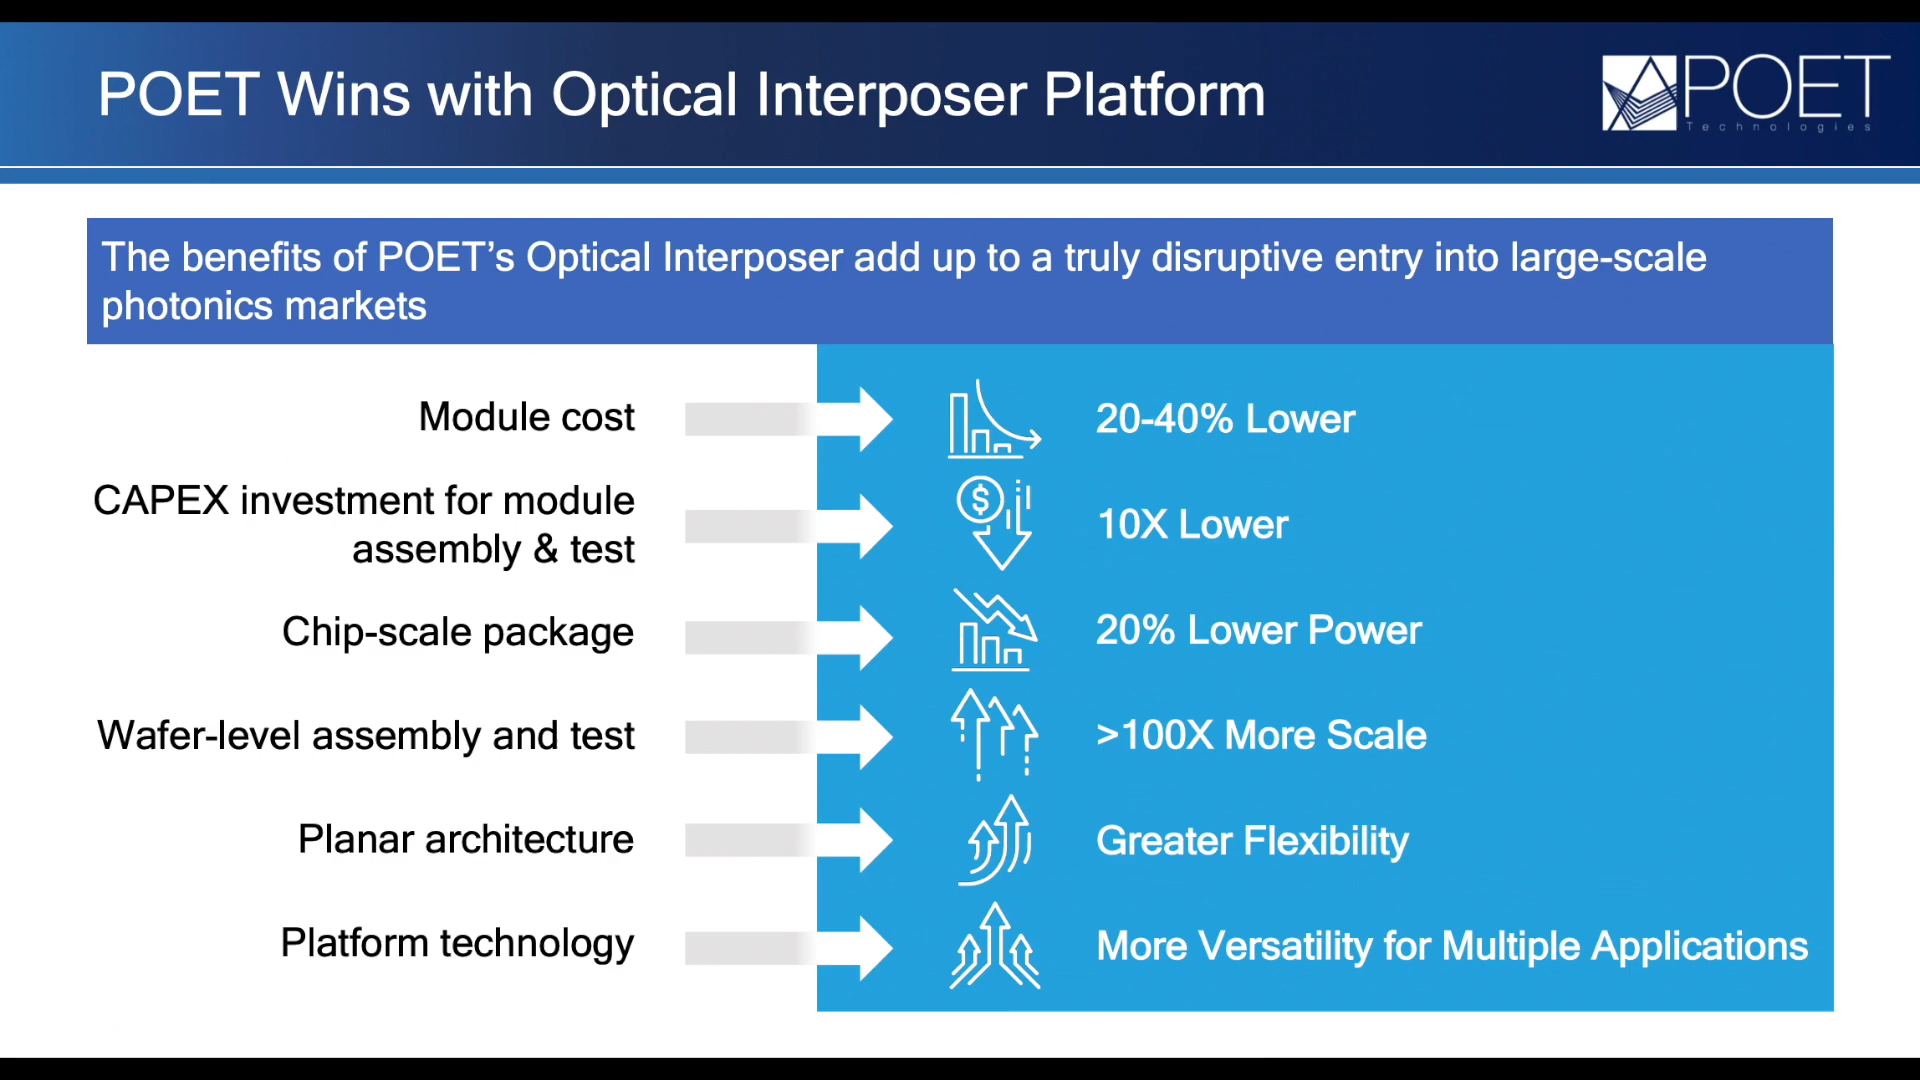 POET Wins with Optical Interposer Platform
POET
Technologies
The benefits of POET’s Optical Interposer add up to a truly disruptive entry into large-scale
photonics markets
Module cost
20-40% Lower
CAPEX investment for module
assembly & test
$
10X Lower
Chip-scale package
20% Lower Power
Wafer-level assembly and test
>100X More Scale
Planar architecture
Greater Flexibility
Platform technology
More Versatility for Multiple Applications